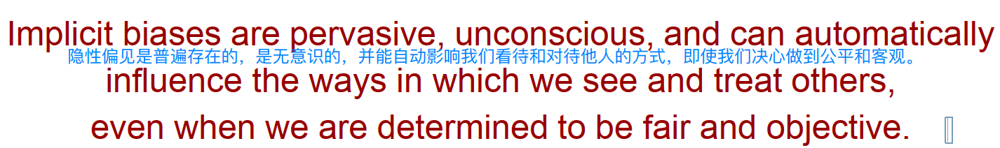 Implicit biases are pervasive, unconscious, and can automatically
隐性偏见是普遍存在的，是无意识的，并能自动影响我们看待和对待他人的方式，即使我们决心做到公平和客观。
influence the ways in which we see and treat others,
even when we are determined to be fair and objective.